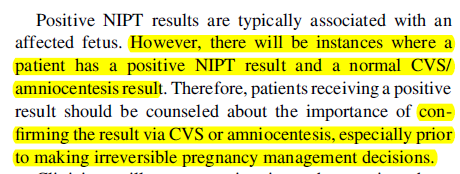 Positive NIPT results are typically associated with an
affected fetus. However, there will be instances where a
patient has a positive NIPT result and a normal CVS/
amniocentesis result. Therefore, patients receiving a positive
result should be counseled about the importance of con-
firming the result via CVS or amniocentesis, especially prior
to making irreversible pregnancy management decisions.